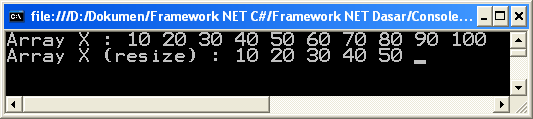 file:///D:/Dokumen/Framework NET C#/Framework NET Dasar/Console...
Array X : 10 20 30 40 50 60 70 80 90 100
Array X (resize) : 10 20 30 40 50 _